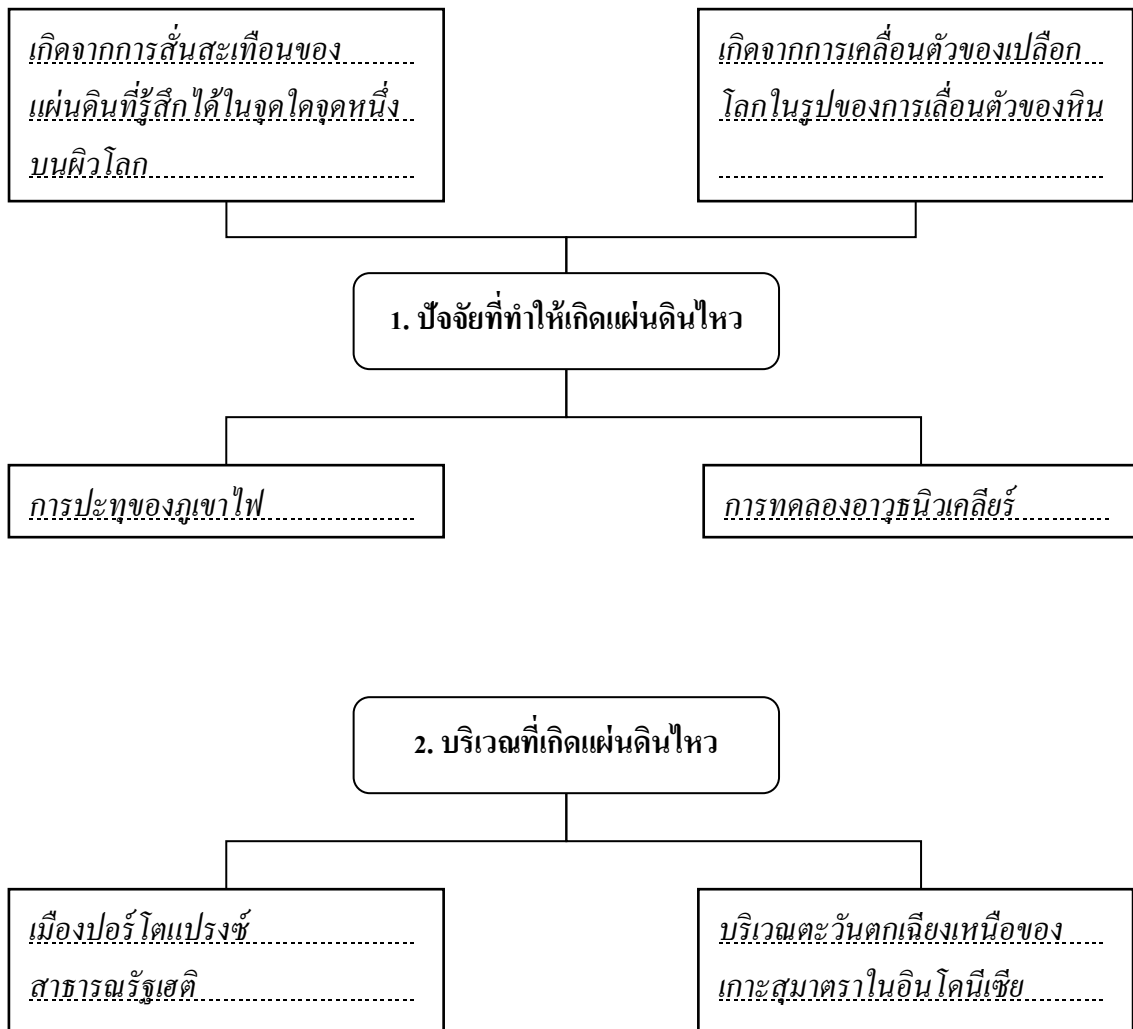 เกิดจากการสั่นสะเทือนของ
แผ่นดินที่รู้สึกได้ในจุดใดจุดหนึ่ง
บนผิวโลก
เกิดจากการเคลื่อนตัวของเปลือก
โลกในรูปของการเลื่อนตัวของหิน
1. ปัจจัยที่ทำให้เกิดแผ่นดินไหว
การปะทุของภูเขาไฟ
การทดลองอาวุธนิวเคลียร์
2. บริเวณที่เกิดแผ่นดินไหว
เมืองปอร์โตแปรงซ์
สาธารณรัฐเฮติ
บริเวณตะวันตกเฉียงเหนือของ
เกาะสุมาตราในอินโดนีเซีย